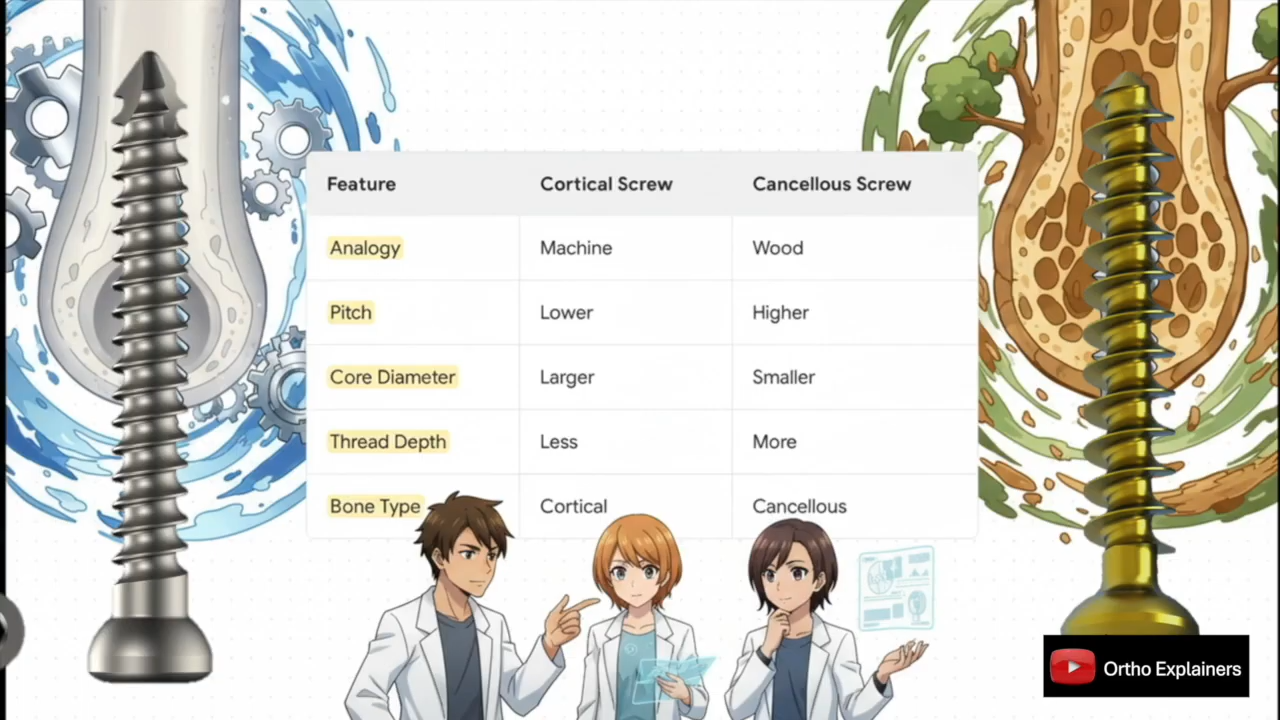 Feature Cortical Screw Cancellous Screw
Analogy Machine Wood
Pitch Lower Higher
Core Diameter Larger Smaller
Thread Depth Less More
Bone Type Cortical Cancellous
Ortho Explainers